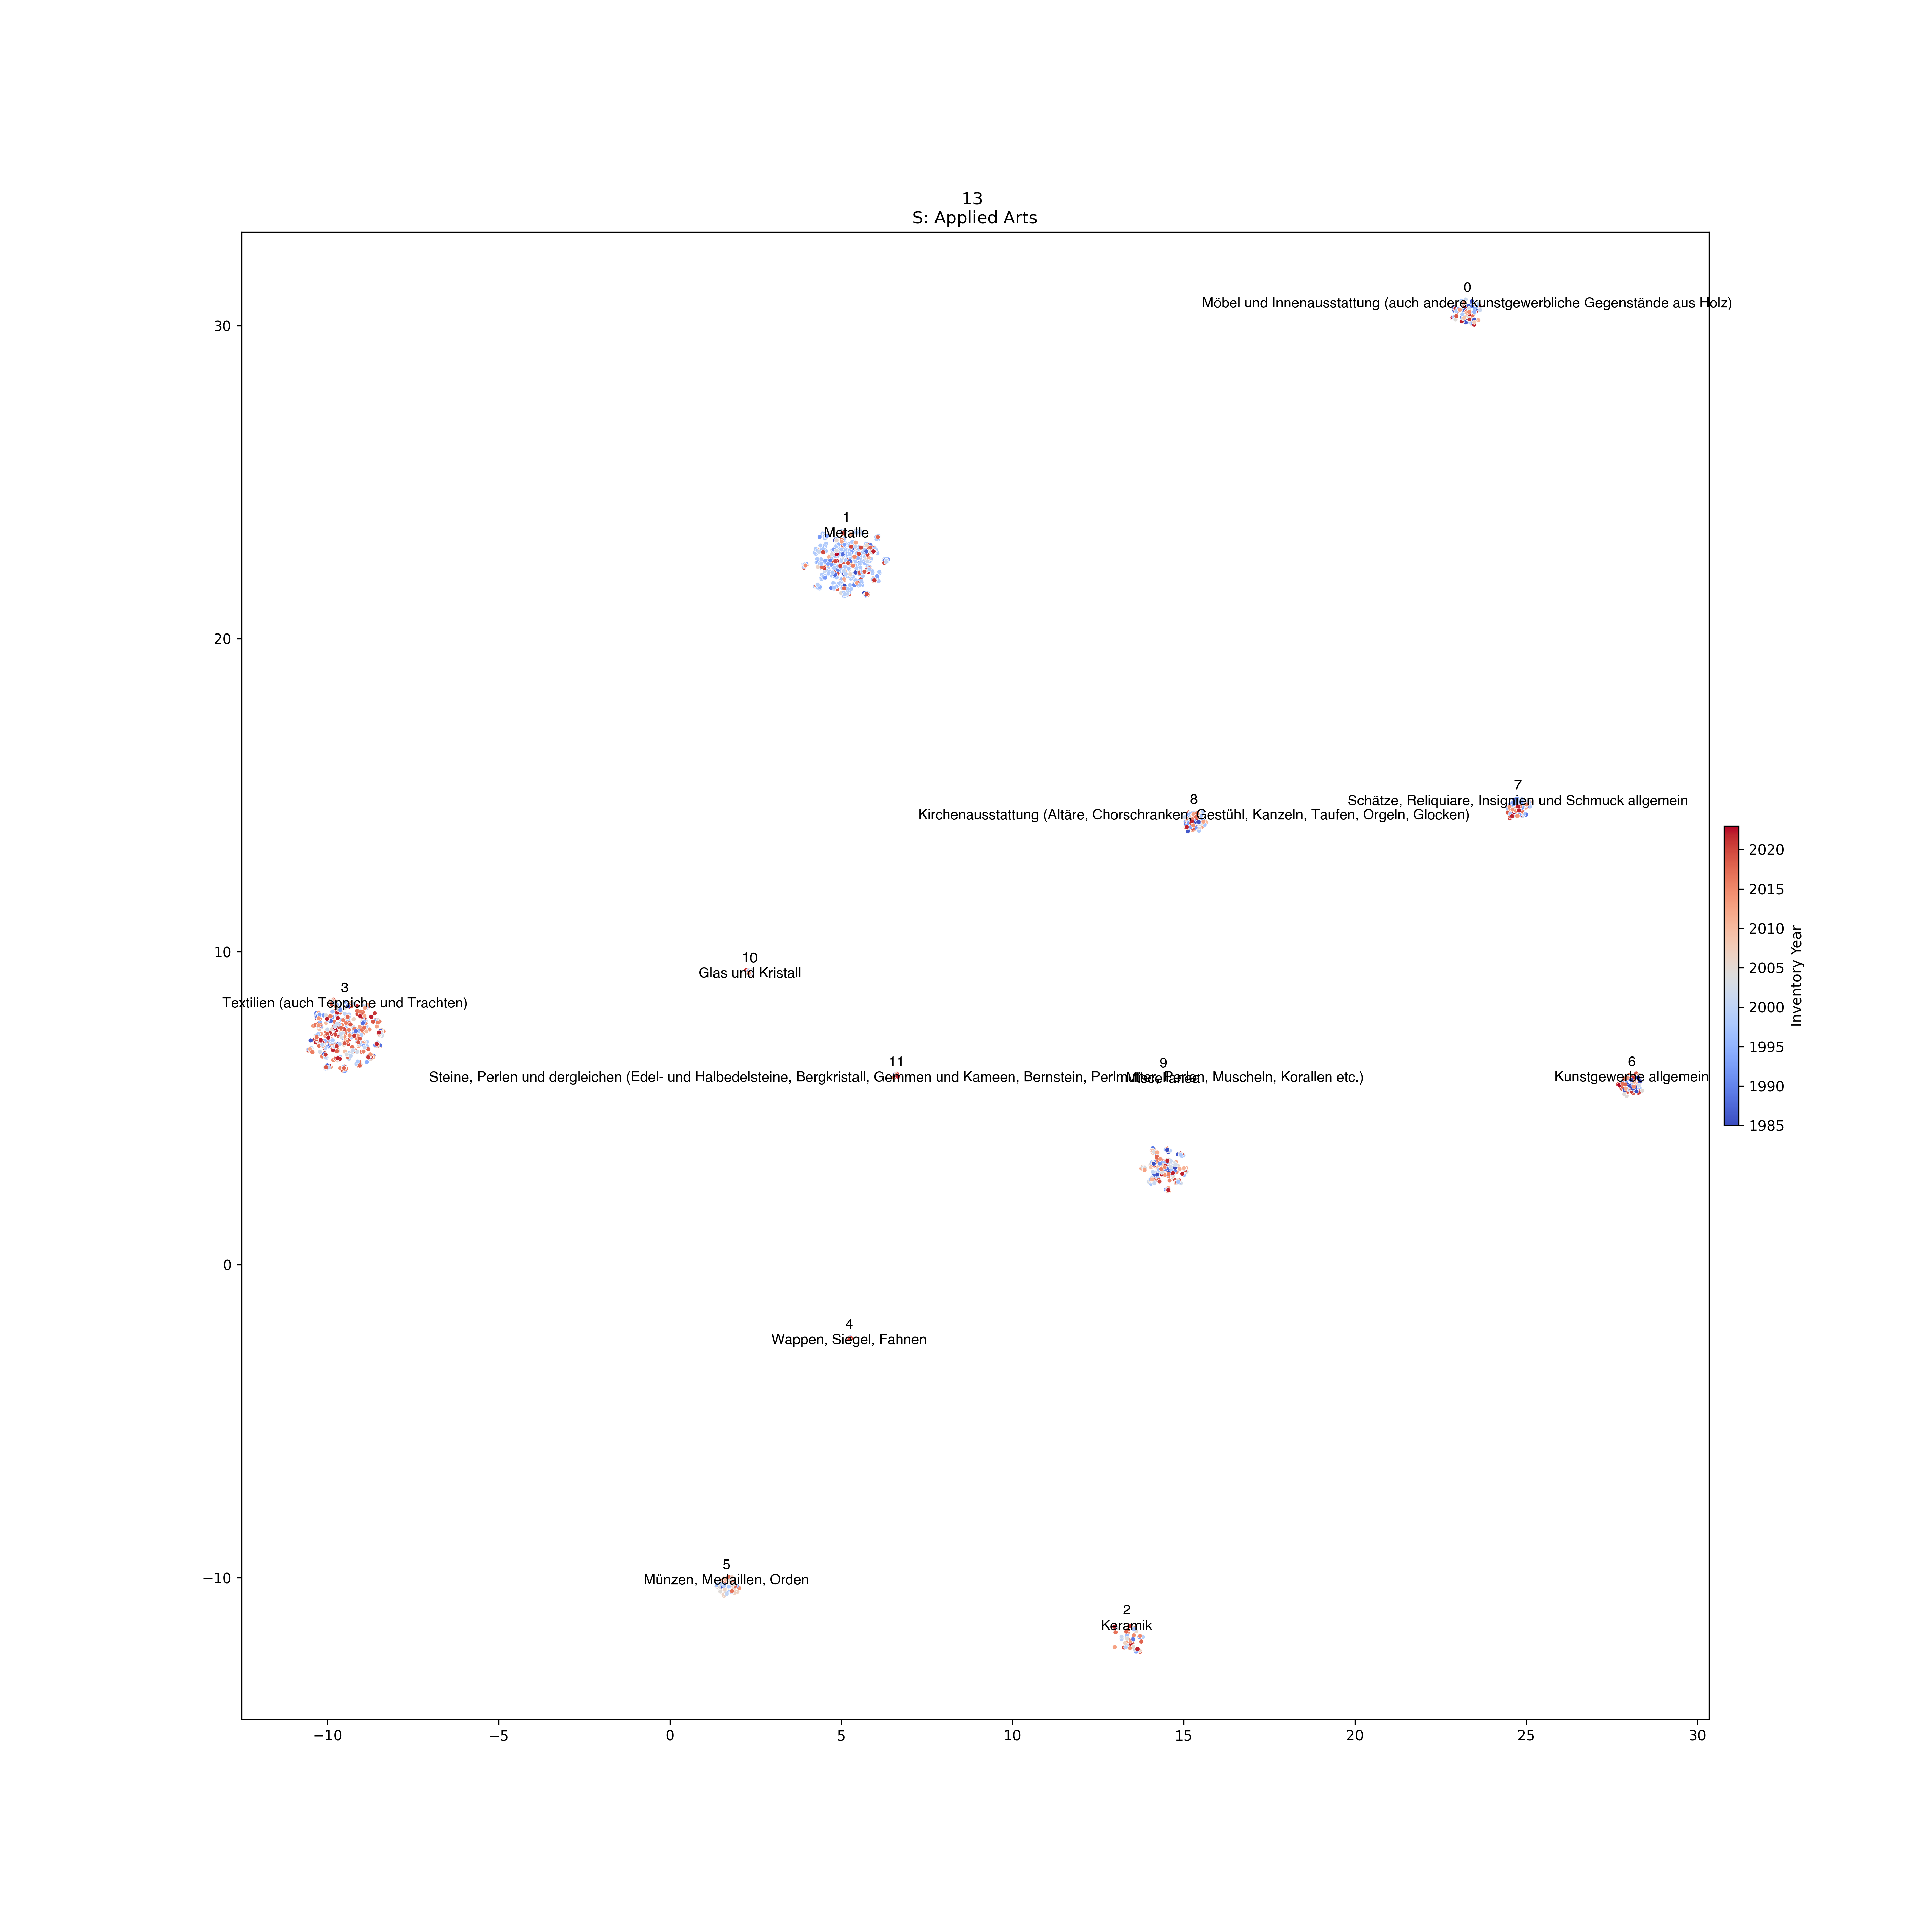 13
S: Applied Arts
0
Möbel und Innenausstattung (auch andere kunstgewerbliche Gegenstände aus Holz)
30
1
Metalle
20
7
Schätze, Reliquiare, Insignien und Schmuck allgemein
8
Kirchenausstattung (Altäre, Chorschranken, Gestühl, Kanzeln, Taufen, Orgeln, Glocken)
10
10
Glas und Kristall
3
Textilien (auch Teppiche und Trachten)
11
Steine, Perlen und dergleichen (Edel- und Halbedelsteine, Bergkristall, Gemmen und Kameen, Bernstein, Perlmutter, Perlen, Muscheln, Korallen etc.)
9
Miscellanea
6
Kunstgewerbe allgemein
0
4
Wappen, Siegel, Fahnen
−10
5
Münzen, Medaillen, Orden
2
Keramik
−10 −5 0 5 10 15 20 25 30
2020
2015
2010
2005
2000
1995
1990
1985
Inventory Year